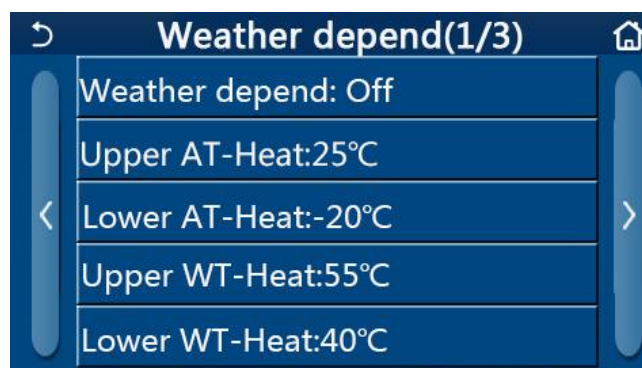 Weather depend(1/3)
Weather depend: Off
Upper AT-Heat:25℃
Lower AT-Heat:-20℃
Upper WT-Heat:55℃
Lower WT-Heat:40℃